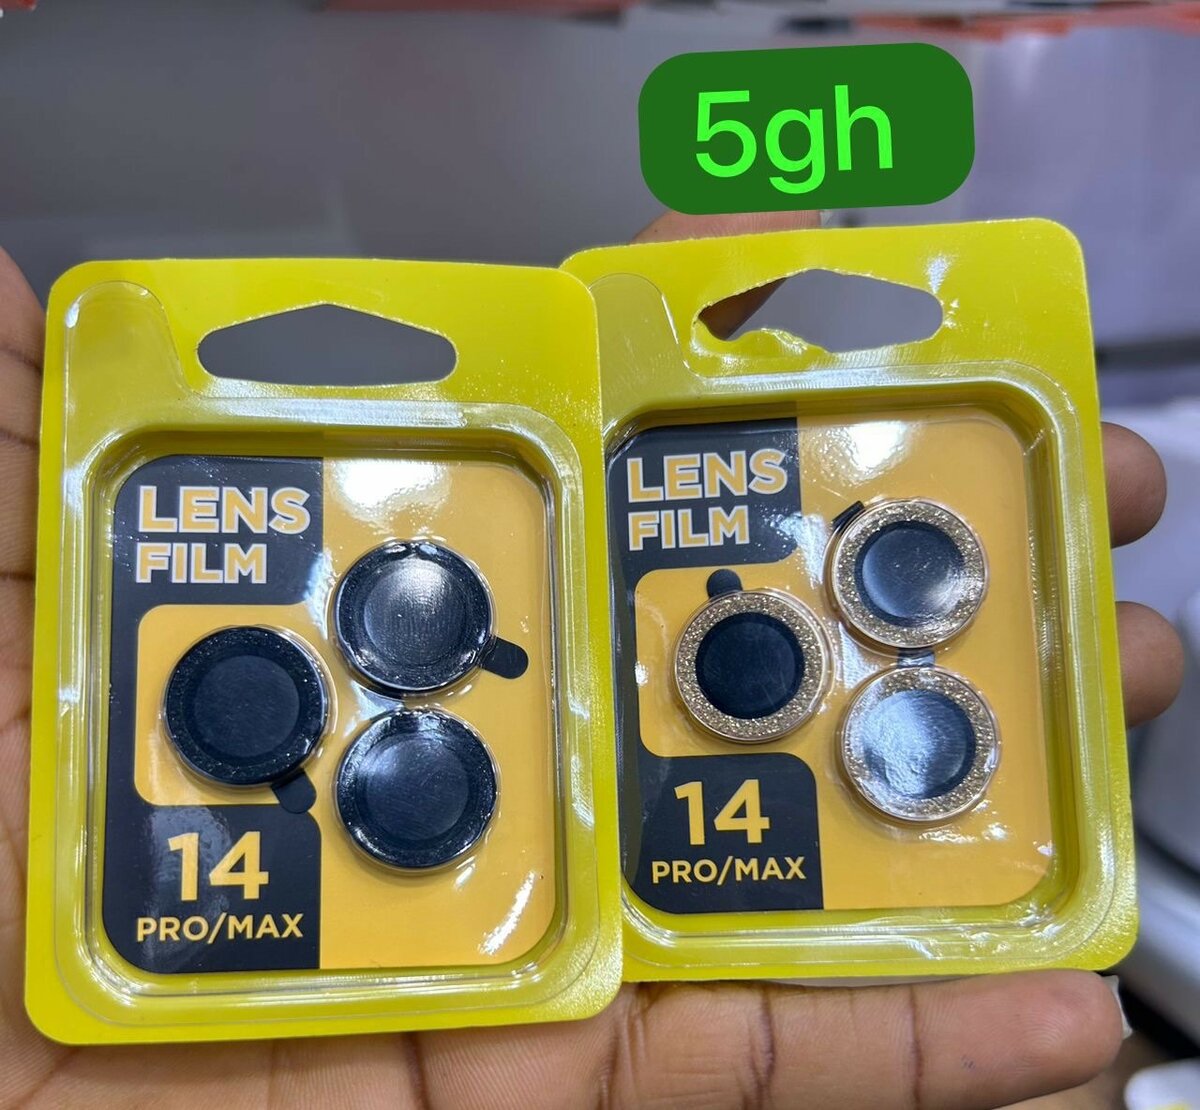 5gh
LENS
FILM
14
PRO/MAX
LENS
FILM
14
PRO/MAX